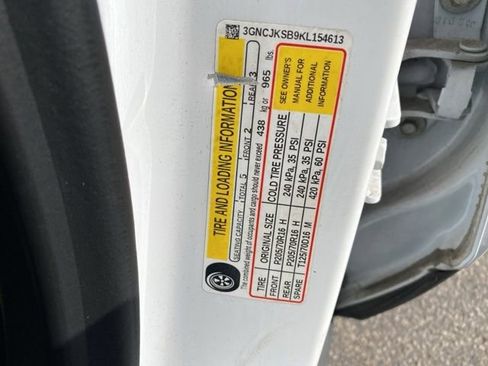 3GNCJKSB9KL154613
TIRE AND LOADING INFORMATION
SEATING CAPACITY TOTAL 5 FRONT 2 REAR 3
The combined weight of occupants and cargo should never exceed 438 kg or 965 lbs.
TIRE ORIGINAL SIZE COLD TIRE PRESSURE
FRONT P205/70R16 H 240 kPa, 35 PSI
REAR P205/70R16 H 240 kPa, 35 PSI
SPARE T125/70D16 M 420 kPa, 60 PSI
SEE OWNER'S
MANUAL FOR
ADDITIONAL
INFORMATION